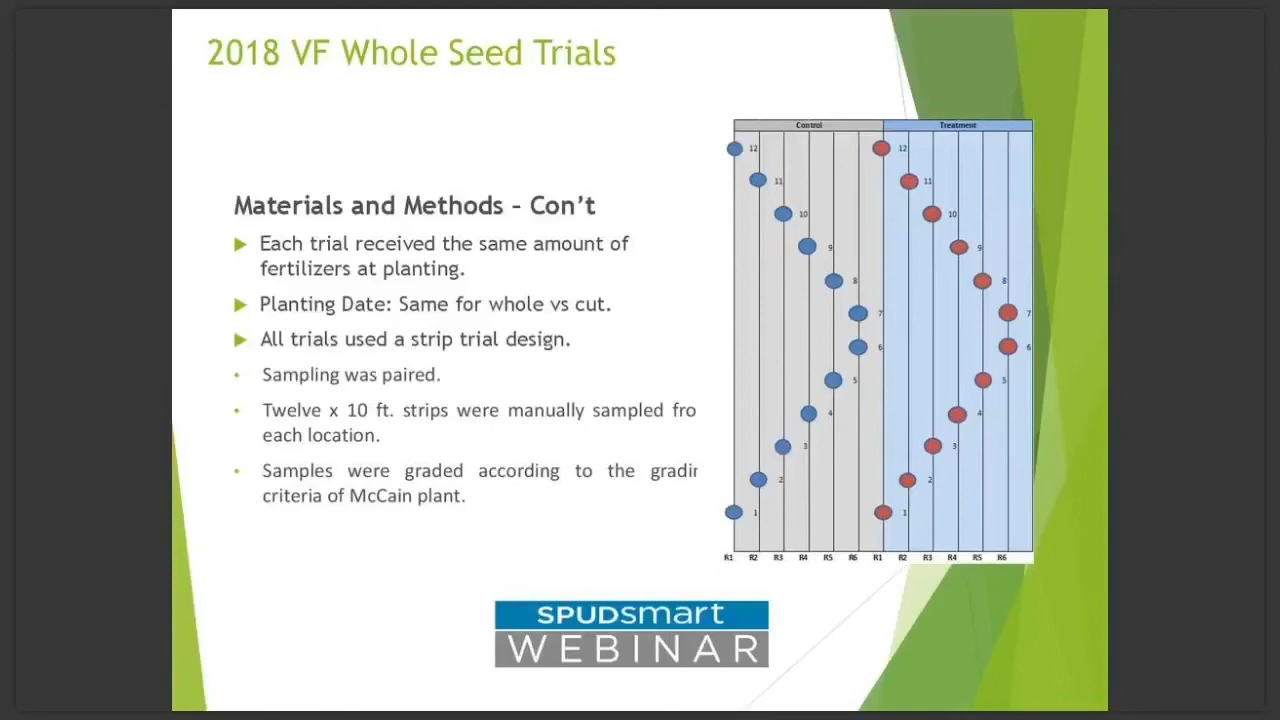 2018 VF Whole Seed Trials
Materials and Methods – Con't
Each trial received the same amount of
fertilizers at planting.
Planting Date: Same for whole vs cut.
All trials used a strip trial design.
Sampling was paired.
Twelve x 10 ft. strips were manually sampled fro
each location.
Samples were graded according to the gradin
criteria of McCain plant.
Control Treatment
12 12
11 11
10 10
9 9
8 8
7 7
6 6
5 5
4 4
3 3
2 2
1 1
R1 R2 R3 R4 R5 R6 R1 R2 R3 R4 R5 R6
SPUDsmart
WEBINAR